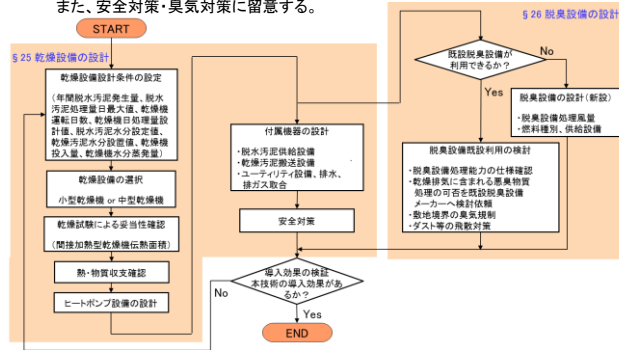 また、安全対策・臭気対策に留意する。
START
§25 乾燥設備の設計
乾燥設備設計条件の設定
(年間脱水汚泥発生量、脱水
汚泥処理量日最大値、乾燥機
運転日数、乾燥機日処理量設
計値、脱水汚泥水分設定値、
乾燥汚泥水分設置値、乾燥機
投入量、乾燥機水分蒸発量)
乾燥設備の選択
小型乾燥機 or 中型乾燥機
乾燥試験による妥当性確認
(間接加熱型乾燥機伝熱面積)
熱・物質収支確認
ヒートポンプ設備の設計
付属機器の設計
・脱水汚泥供給設備
・乾燥汚泥搬送設備
・ユーティリティ設備、排水、
排ガス取合
安全対策
導入効果の検証
本技術の導入効果があ
るか?
No
Yes
END
§26 脱臭設備の設計
既設脱臭設備が
利用できるか?
No
Yes
脱臭設備の設計(新設)
・脱臭設備処理風量
・燃料種別、供給設備
脱臭設備既設利用の検討
・脱臭設備処理能力の仕様確認
・乾燥排気に含まれる悪臭物質
処理の可否を既設脱臭設備
メーカーへ検討依頼
・敷地境界の臭気規制
・ダスト等の飛散対策